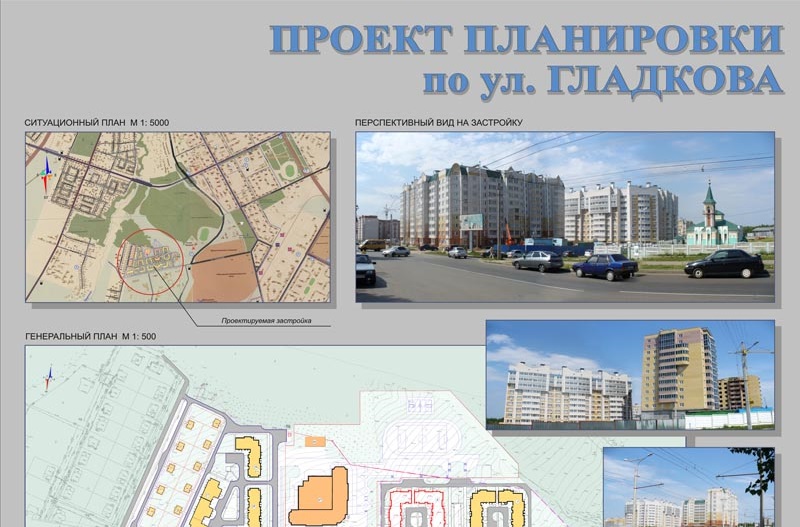 ПРОЕКТ ПЛАНИРОВКИ
по ул. ГЛАДКОВА
СИТУАЦИОННЫЙ ПЛАН М 1: 5000
ПЕРСПЕКТИВНЫЙ ВИД НА ЗАСТРОЙКУ
Проектируемая застройка
ГЕНЕРАЛЬНЫЙ ПЛАН М 1: 500